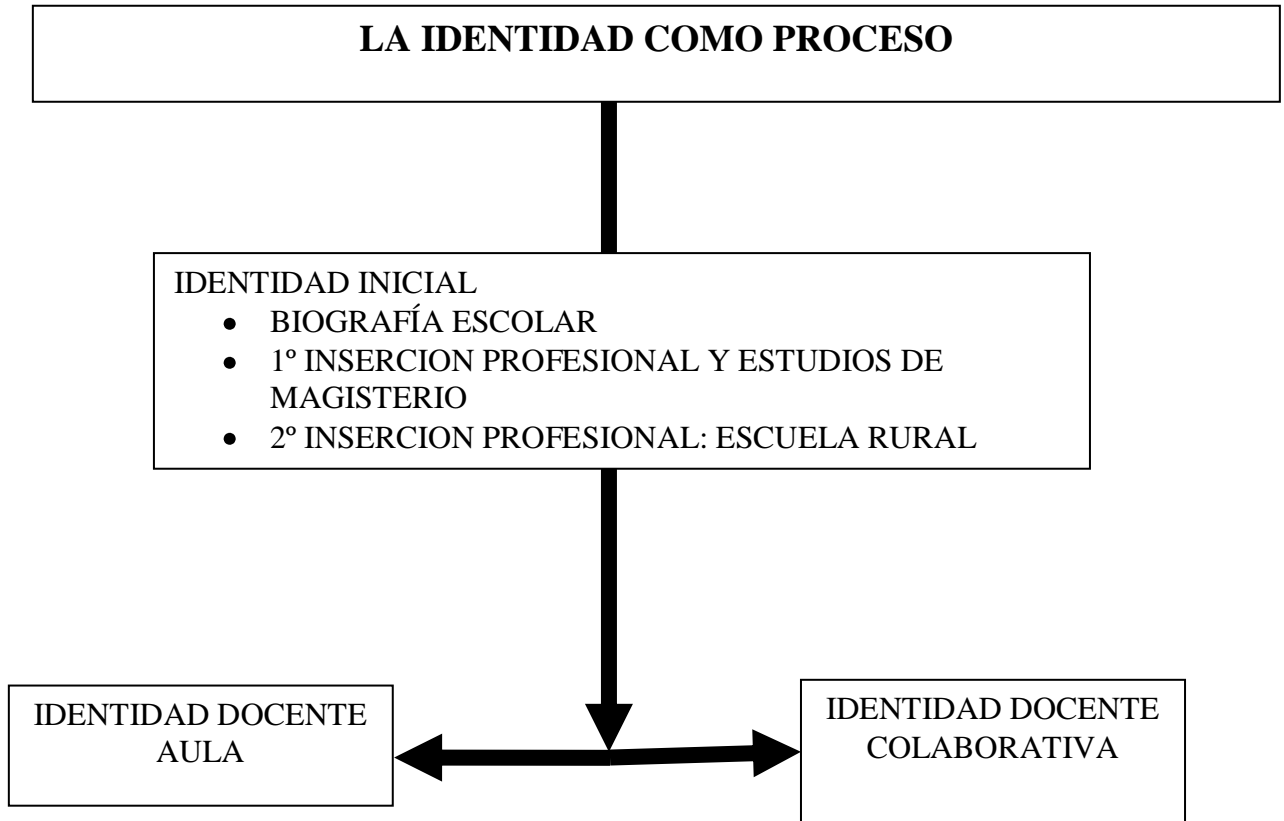 LA IDENTIDAD COMO PROCESO
IDENTIDAD INICIAL
• BIOGRAFÍA ESCOLAR
• 1º INSERCION PROFESIONAL Y ESTUDIOS DE
MAGISTERIO
• 2º INSERCION PROFESIONAL: ESCUELA RURAL
IDENTIDAD DOCENTE
AULA
IDENTIDAD DOCENTE
COLABORATIVA